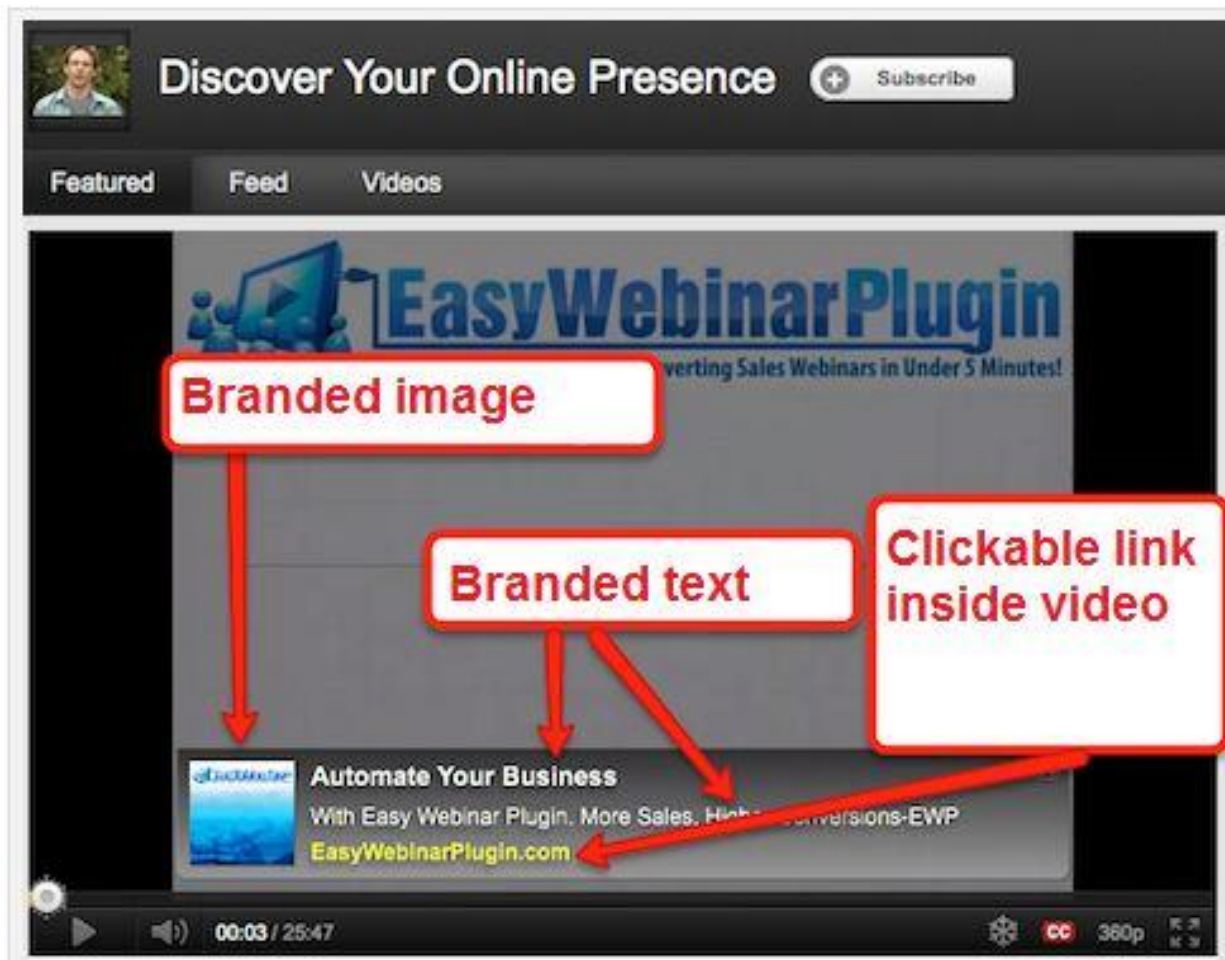 Discover Your Online Presence
Subscribe
Featured Feed Videos
EasyWebinarPlugin
verting Sales Webinars in Under 5 Minutes!
Branded image
Branded text
Clickable link
inside video
Automate Your Business
With Easy Webinar Plugin. More Sales, -EWP
EasyWebinarPlugin.com
00:03 / 25:47
CC
360p